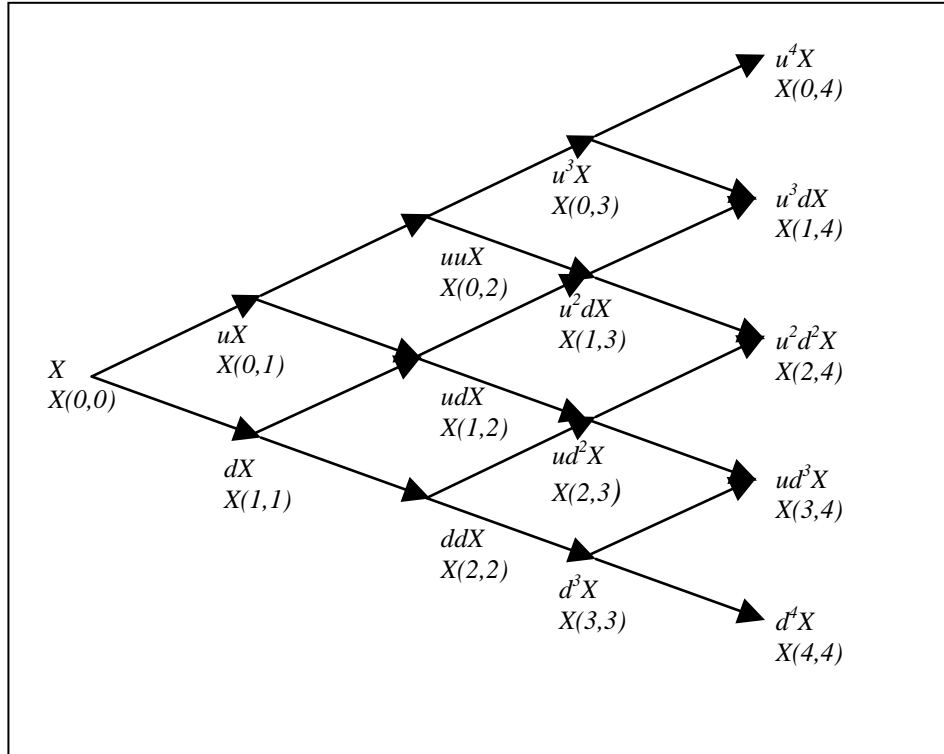 X
X(0,0)
uX
X(0,1)
dX
X(1,1)
uuX
X(0,2)
udX
X(1,2)
ddX
X(2,2)
u³X
X(0,3)
u²dX
X(1,3)
ud²X
X(2,3)
d³X
X(3,3)
u⁴X
X(0,4)
u³dX
X(1,4)
u²d²X
X(2,4)
ud³X
X(3,4)
d⁴X
X(4,4)